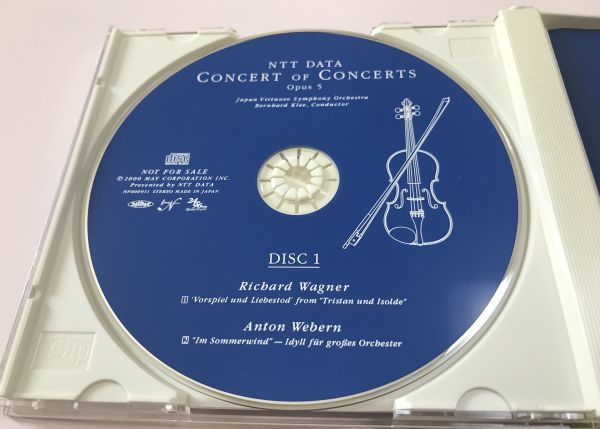 NTT DATA
CONCERT OF CONCERTS
Opus 5
Japan Virtuoso Symphony Orchestra
Bernhard Klee, Conductor
NOT FOR SALE
Ⓟ2000 MAY CORPORATION INC.
Presented by NTT DATA
NF000911 STEREO MADE IN JAPAN
DISC 1
Richard Wagner
1 'Vorspiel und Liebestod' from "Tristan und Isolde"
Anton Webern
2 "Im Sommerwind" — Idyll für großes Orchester